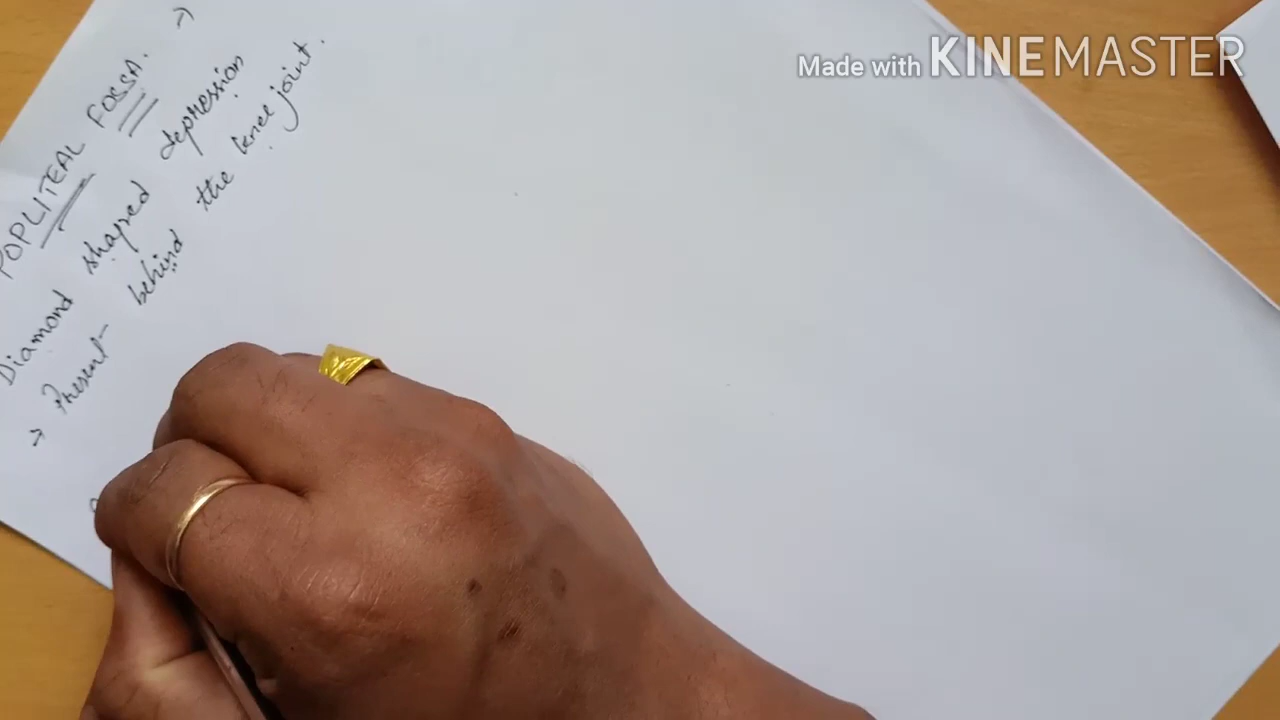 POPLITEAL FOSSA. →
Diamond shaped depression
→ Present behind the knee joint.
Made with KINEMASTER